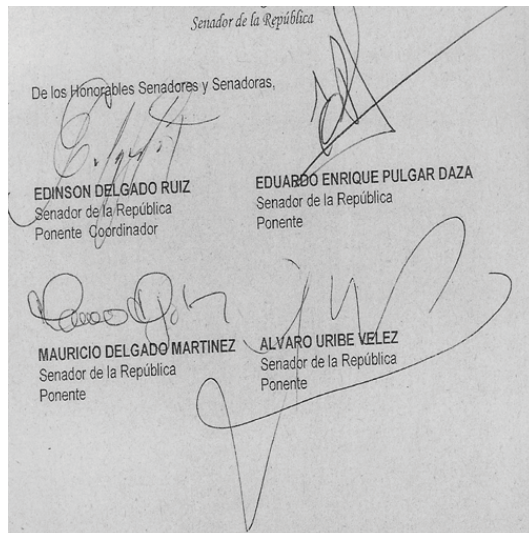 Senador de la República
De los Honorables Senadores y Senadoras,
EDINSON DELGADO RUIZ
Senador de la República
Ponente Coordinador
EDUARDO ENRIQUE PULGAR DAZA
Senador de la República
Ponente
MAURICIO DELGADO MARTINEZ
Senador de la República
Ponente
ALVARO URIBE VELEZ
Senador de la República
Ponente